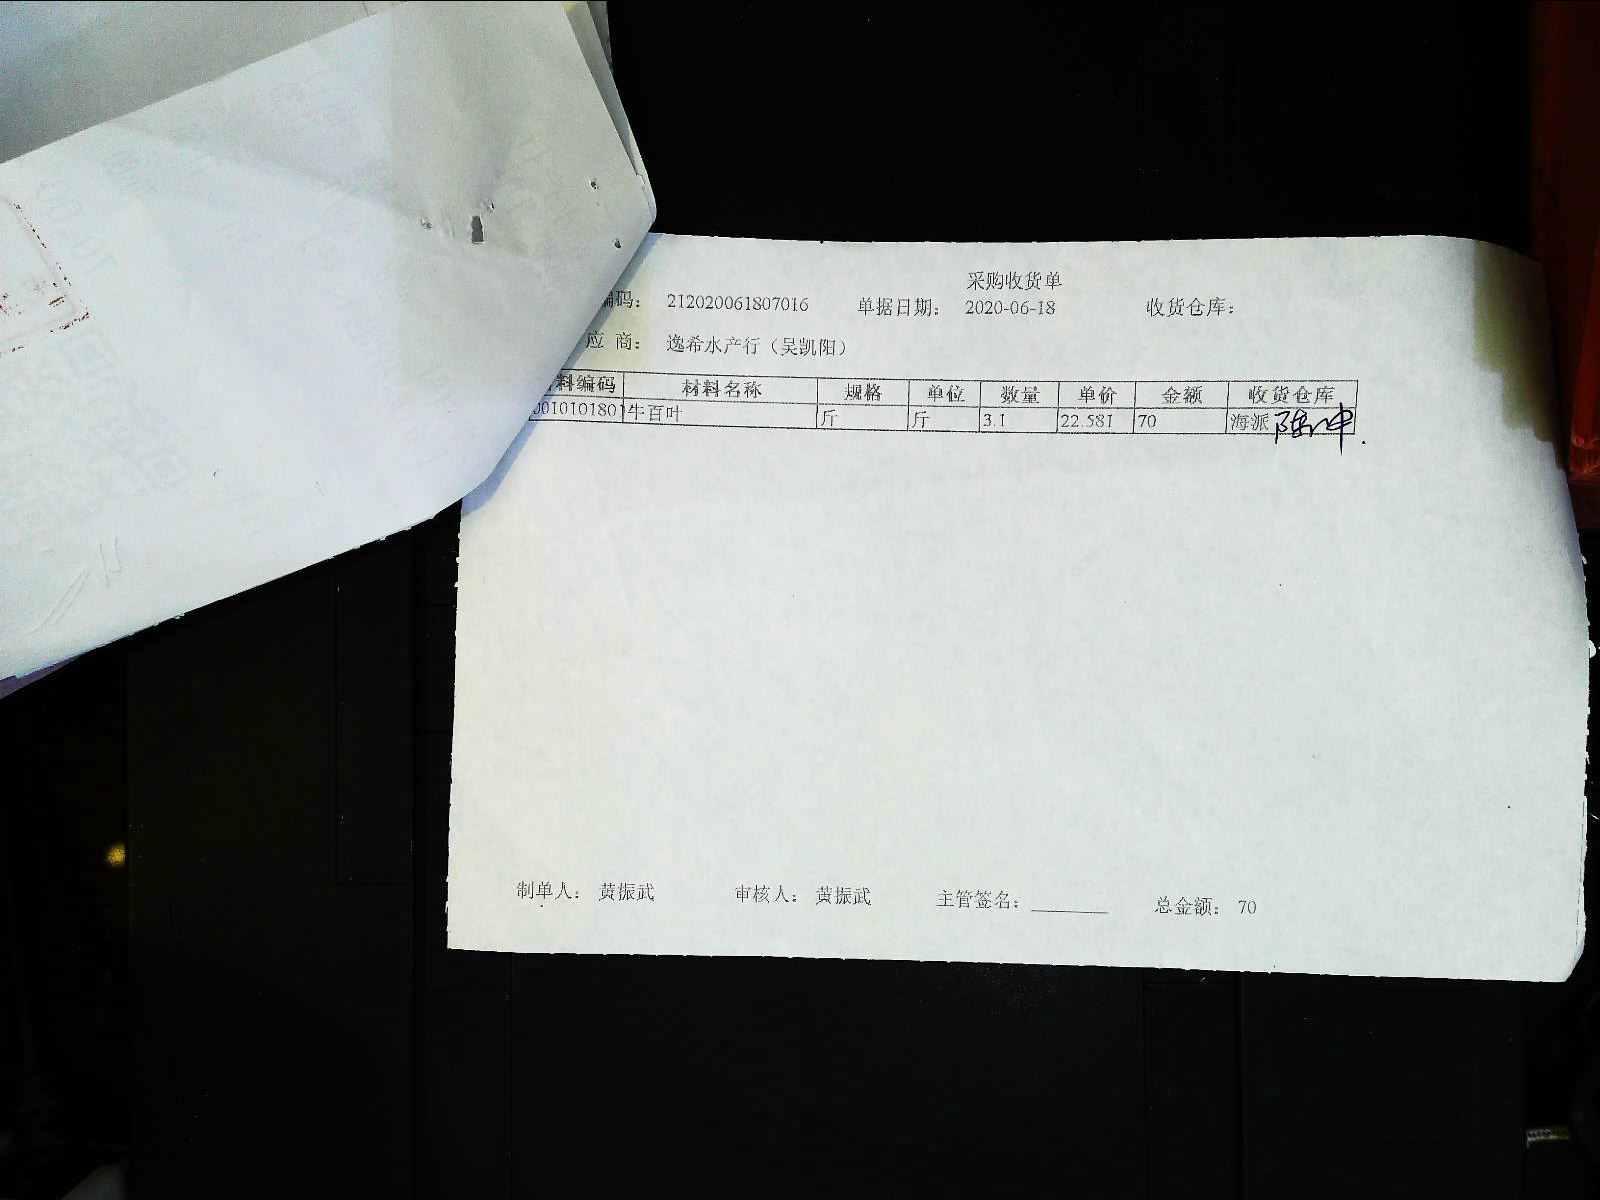 采购收货单
编码： 212020061807016 单据日期： 2020-06-18 收货仓库：
应 商： 逸希水产行（吴凯阳）
料编码 材料名称 规格 单位 数量 单价 金额 收货仓库
0010101801 牛百叶 斤 斤 3.1 22.581 70 海派
制单人： 黄振武 审核人： 黄振武 主管签名：________ 总金额： 70